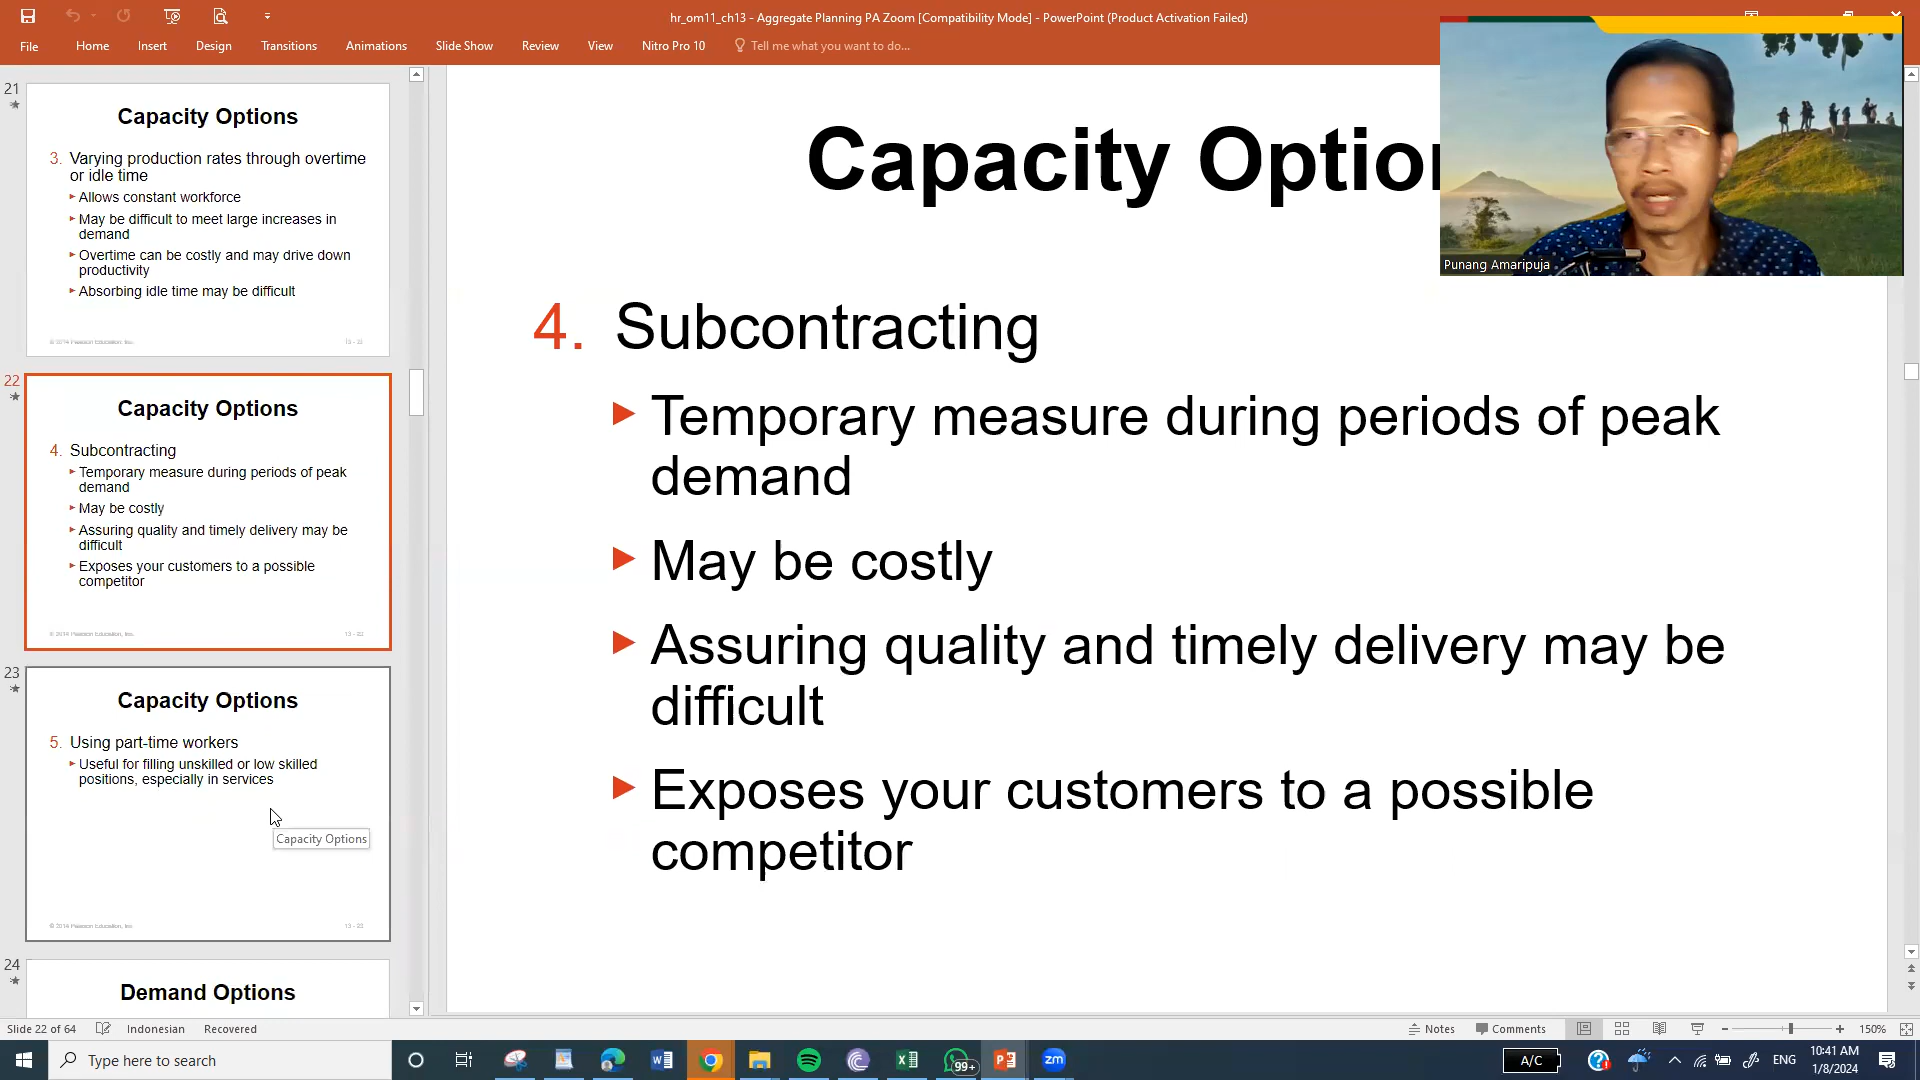 hr_om11_ch13 - Aggregate Planning PA Zoom [Compatibility Mode] - PowerPoint (Product Activation Failed)
File Home Insert Design Transitions Animations Slide Show Review View Nitro Pro 10 Tell me what you want to do...
21
Capacity Options
3. Varying production rates through overtime
or idle time
Allows constant workforce
May be difficult to meet large increases in
demand
Overtime can be costly and may drive down
productivity
Absorbing idle time may be difficult
22
Capacity Options
4. Subcontracting
Temporary measure during periods of peak
demand
May be costly
Assuring quality and timely delivery may be
difficult
Exposes your customers to a possible
competitor
23
Capacity Options
5. Using part-time workers
Useful for filling unskilled or low skilled
positions, especially in services
Capacity Options
24
Demand Options
Capacity Option
4. Subcontracting
Temporary measure during periods of peak
demand
May be costly
Assuring quality and timely delivery may be
difficult
Exposes your customers to a possible
competitor
Punang Amaripuja
Slide 22 of 64 Indonesian Recovered Notes Comments 150%
Type here to search
99+
zm
A/C
ENG
10:41 AM
1/8/2024